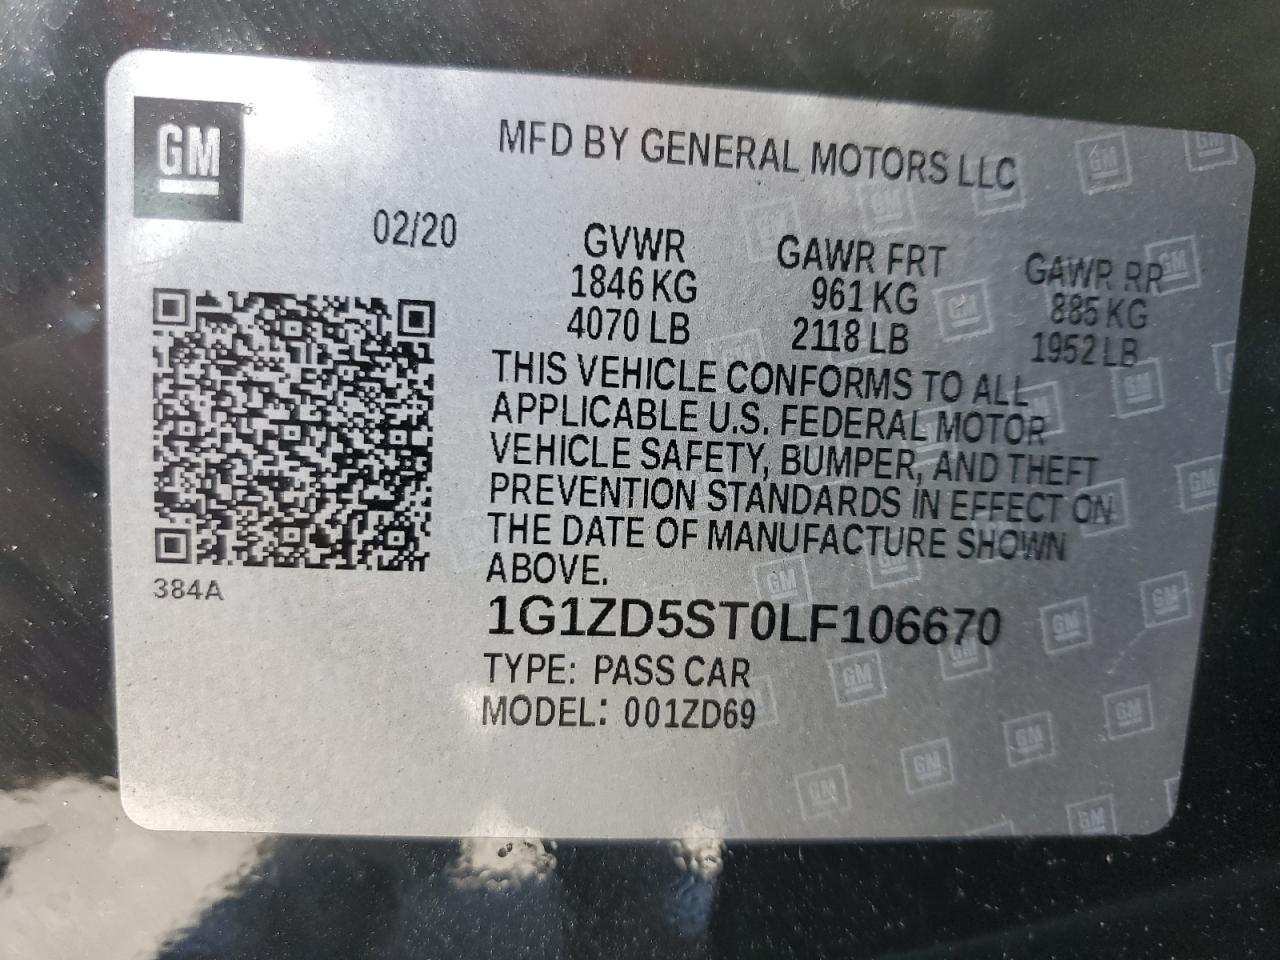 GM
MFD BY GENERAL MOTORS LLC
02/20
GVWR
1846 KG
4070 LB
GAWR FRT
961 KG
2118 LB
GAWR RR
885 KG
1952 LB
THIS VEHICLE CONFORMS TO ALL
APPLICABLE U.S. FEDERAL MOTOR
VEHICLE SAFETY, BUMPER, AND THEFT
PREVENTION STANDARDS IN EFFECT ON
THE DATE OF MANUFACTURE SHOWN
ABOVE.
384A
1G1ZD5ST0LF106670
TYPE: PASS CAR
MODEL: 001ZD69